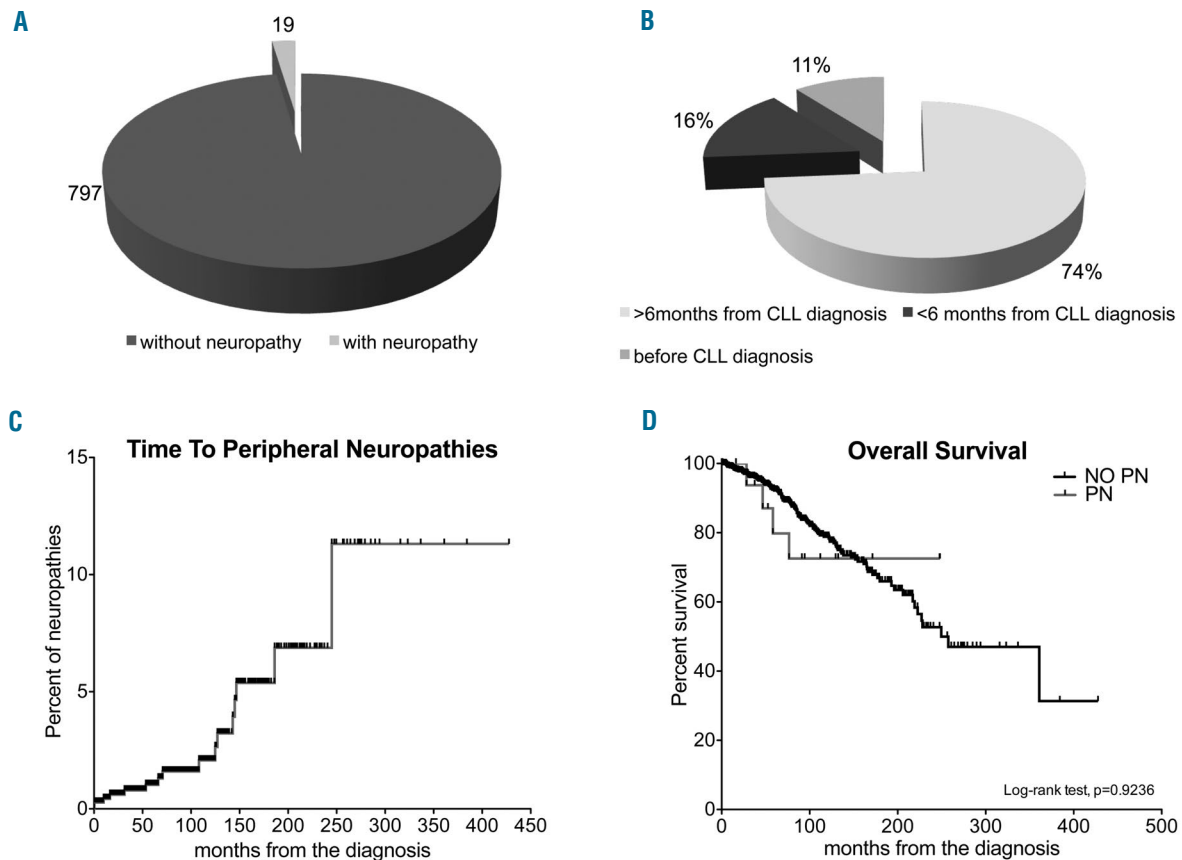 A
19
797
without neuropathy with neuropathy
B
11%
16%
74%
>6months from CLL diagnosis <6 months from CLL diagnosis
before CLL diagnosis
C
Time To Peripheral Neuropathies
Percent of neuropathies
15
10
5
0
0 50 100 150 200 250 300 350 400 450
months from the diagnosis
D
Overall Survival
NO PN
PN
Percent survival
100
80
60
40
20
0
Log-rank test, p=0.9236
0 100 200 300 400 500
months from the diagnosis